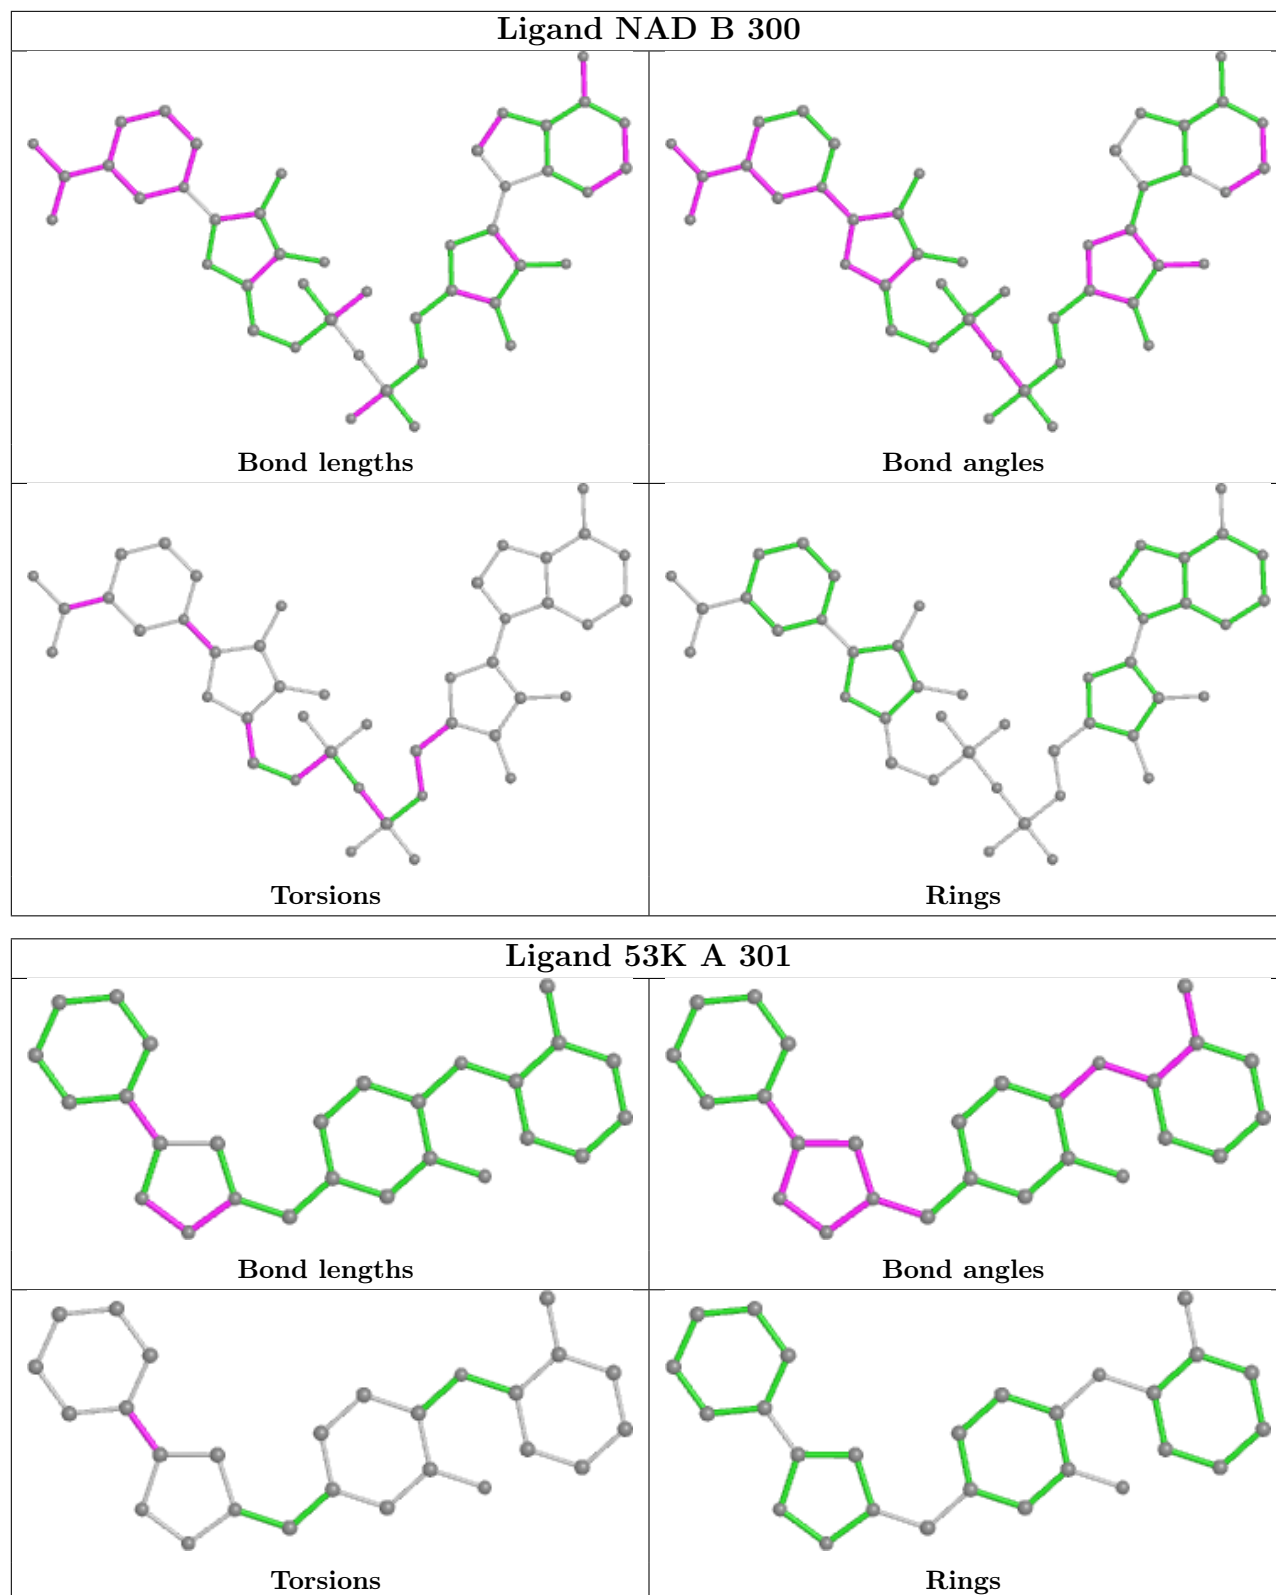 Ligand NAD B 300
Bond lengths
Bond angles
Torsions
Rings
Ligand 53K A 301
Bond lengths
Bond angles
Torsions
Rings